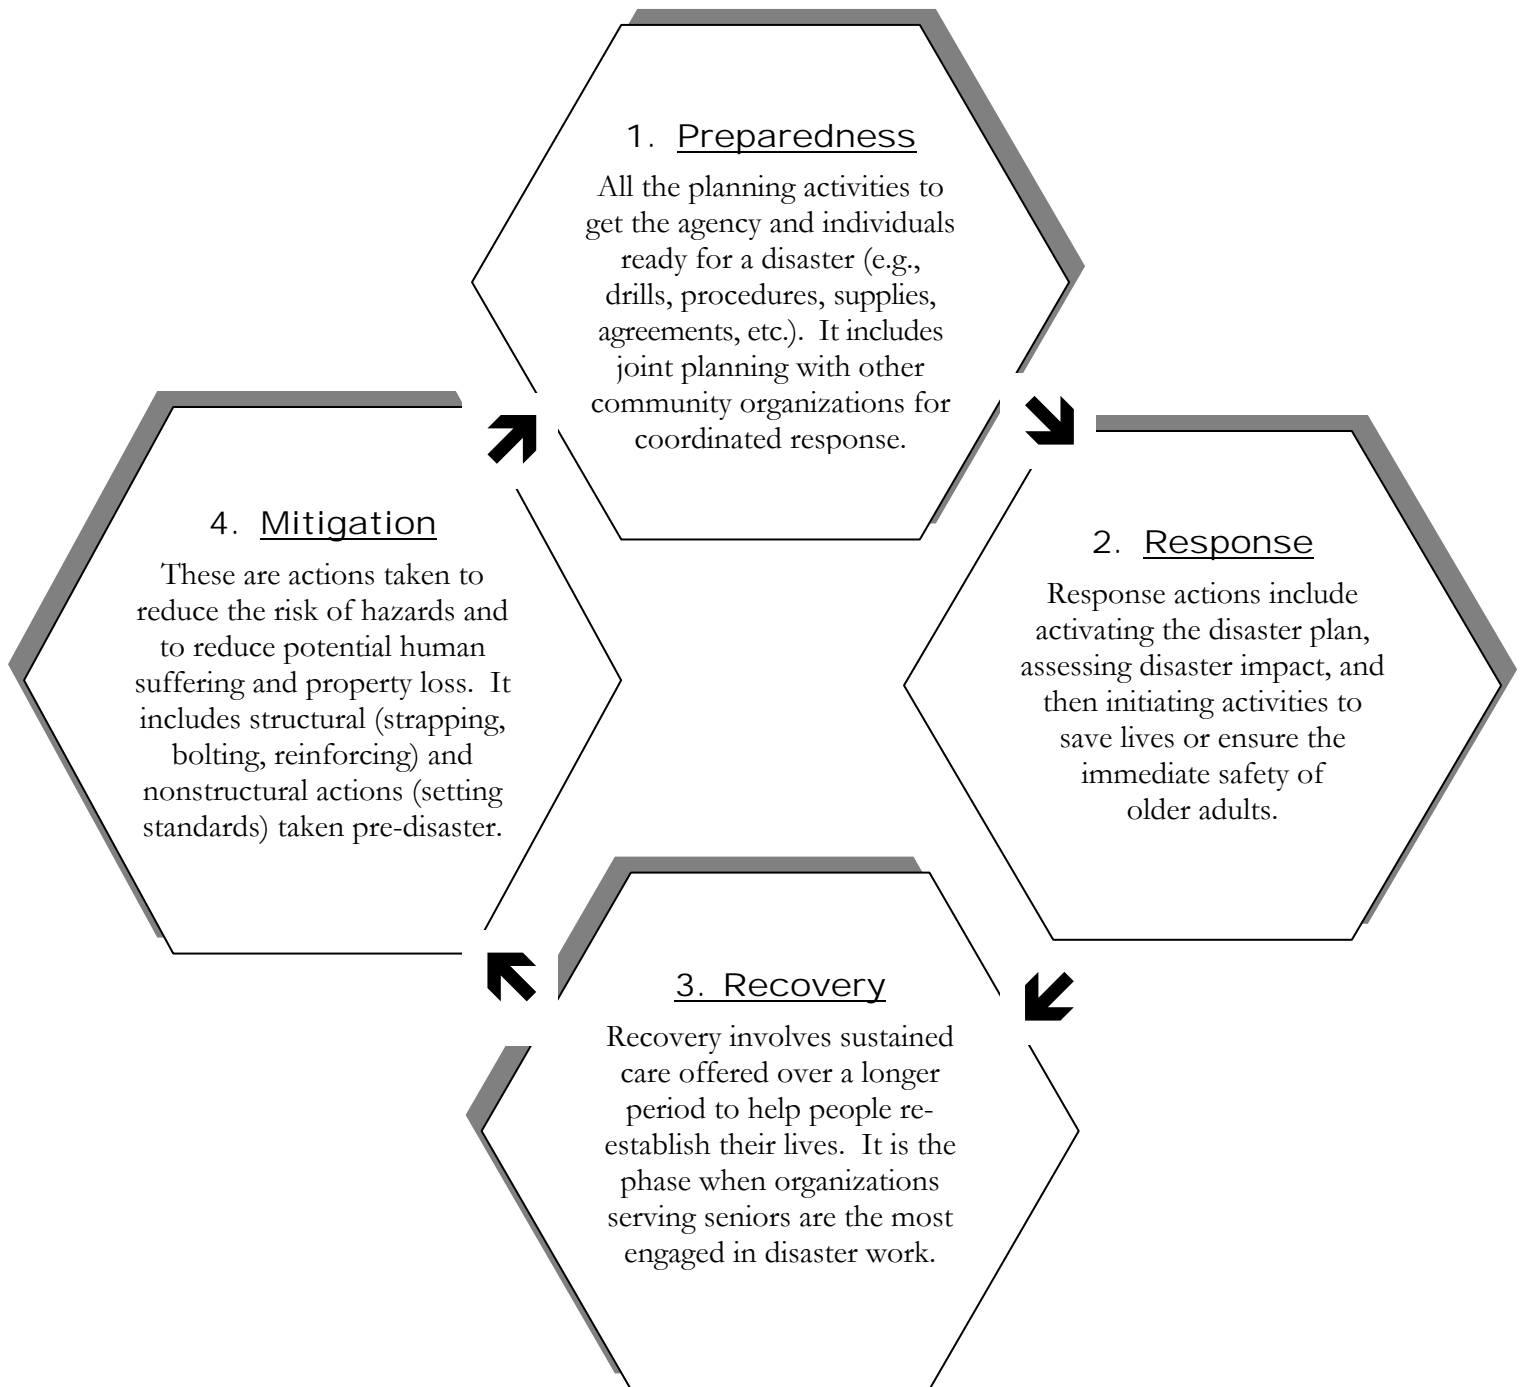 1. Preparedness
All the planning activities to
get the agency and individuals
ready for a disaster (e.g.,
drills, procedures, supplies,
agreements, etc.). It includes
joint planning with other
community organizations for
coordinated response.
2. Response
Response actions include
activating the disaster plan,
assessing disaster impact, and
then initiating activities to
save lives or ensure the
immediate safety of
older adults.
3. Recovery
Recovery involves sustained
care offered over a longer
period to help people re-
establish their lives. It is the
phase when organizations
serving seniors are the most
engaged in disaster work.
4. Mitigation
These are actions taken to
reduce the risk of hazards and
to reduce potential human
suffering and property loss. It
includes structural (strapping,
bolting, reinforcing) and
nonstructural actions (setting
standards) taken pre-disaster.